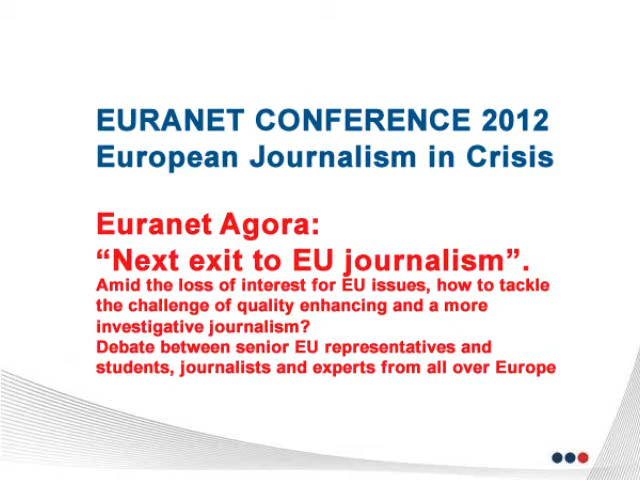 EURANET CONFERENCE 2012
European Journalism in Crisis
Euranet Agora:
“Next exit to EU journalism”.
Amid the loss of interest for EU issues, how to tackle
the challenge of quality enhancing and a more
investigative journalism?
Debate between senior EU representatives and
students, journalists and experts from all over Europe